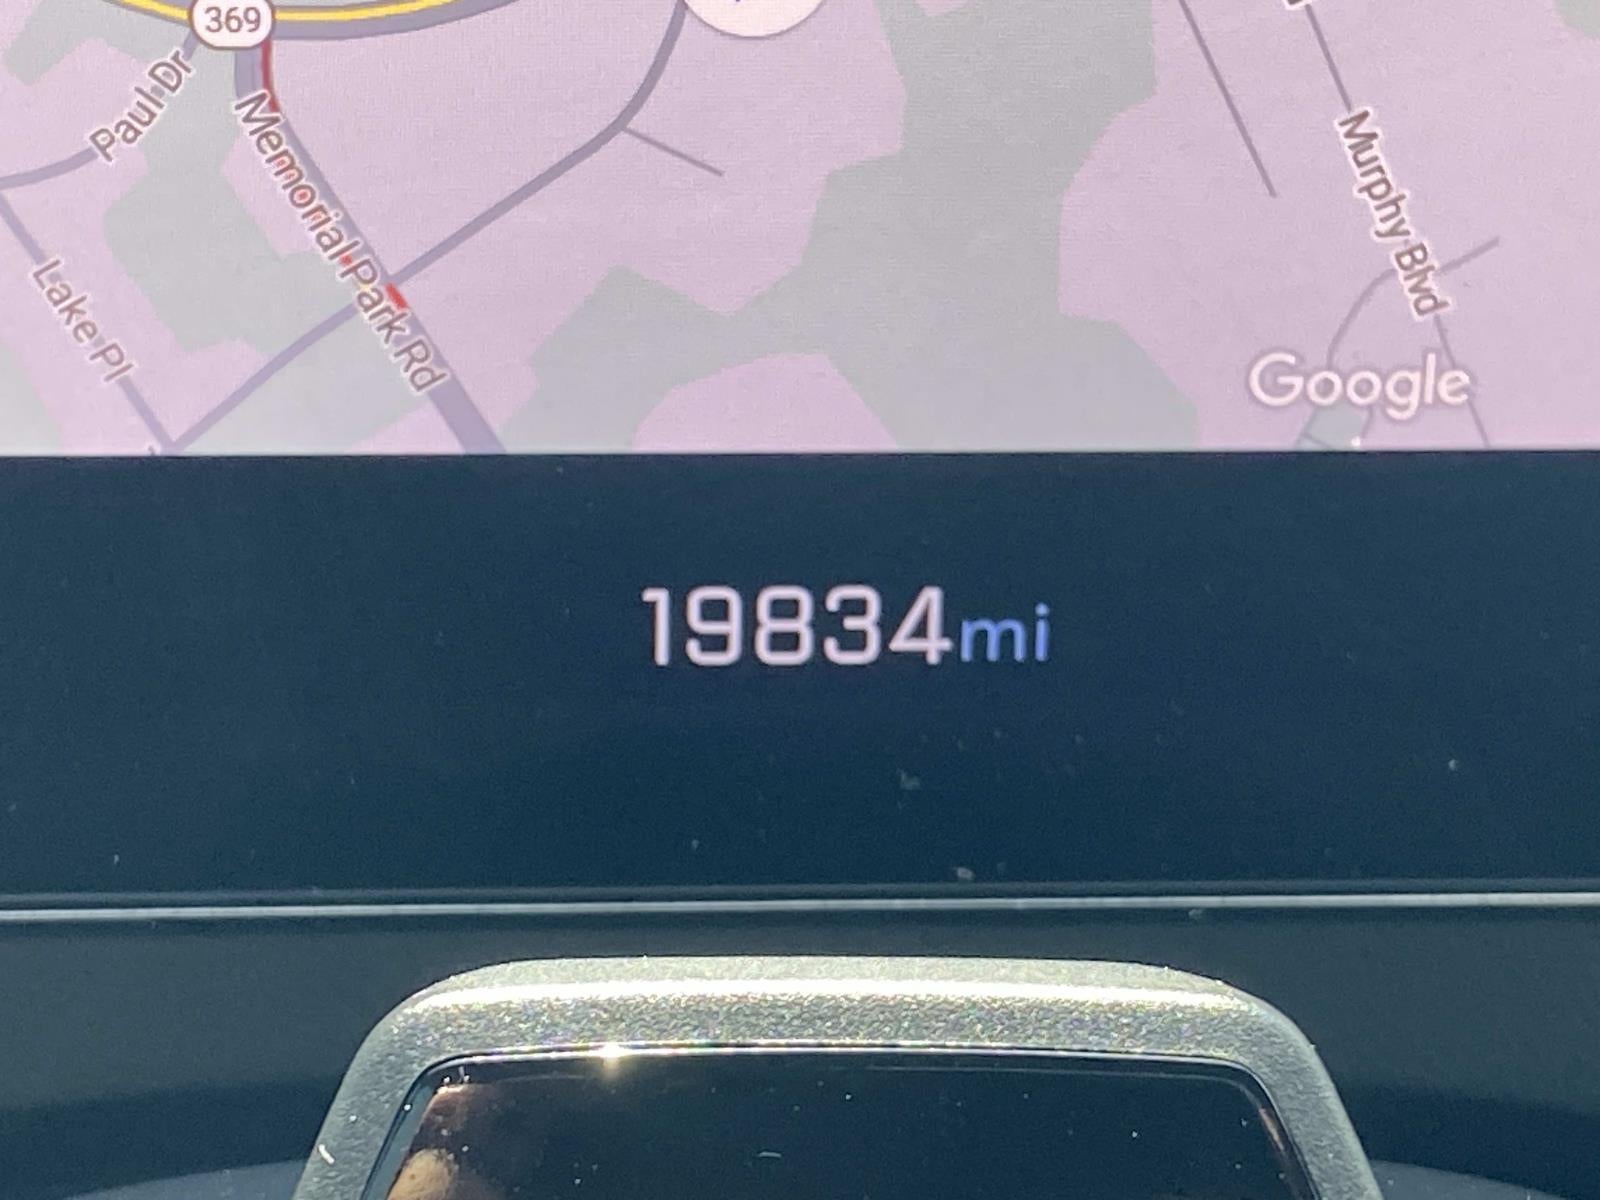 369
Paul Dr
Memorial Park Rd
Murphy Blvd
Lake Pl
Google
19834mi